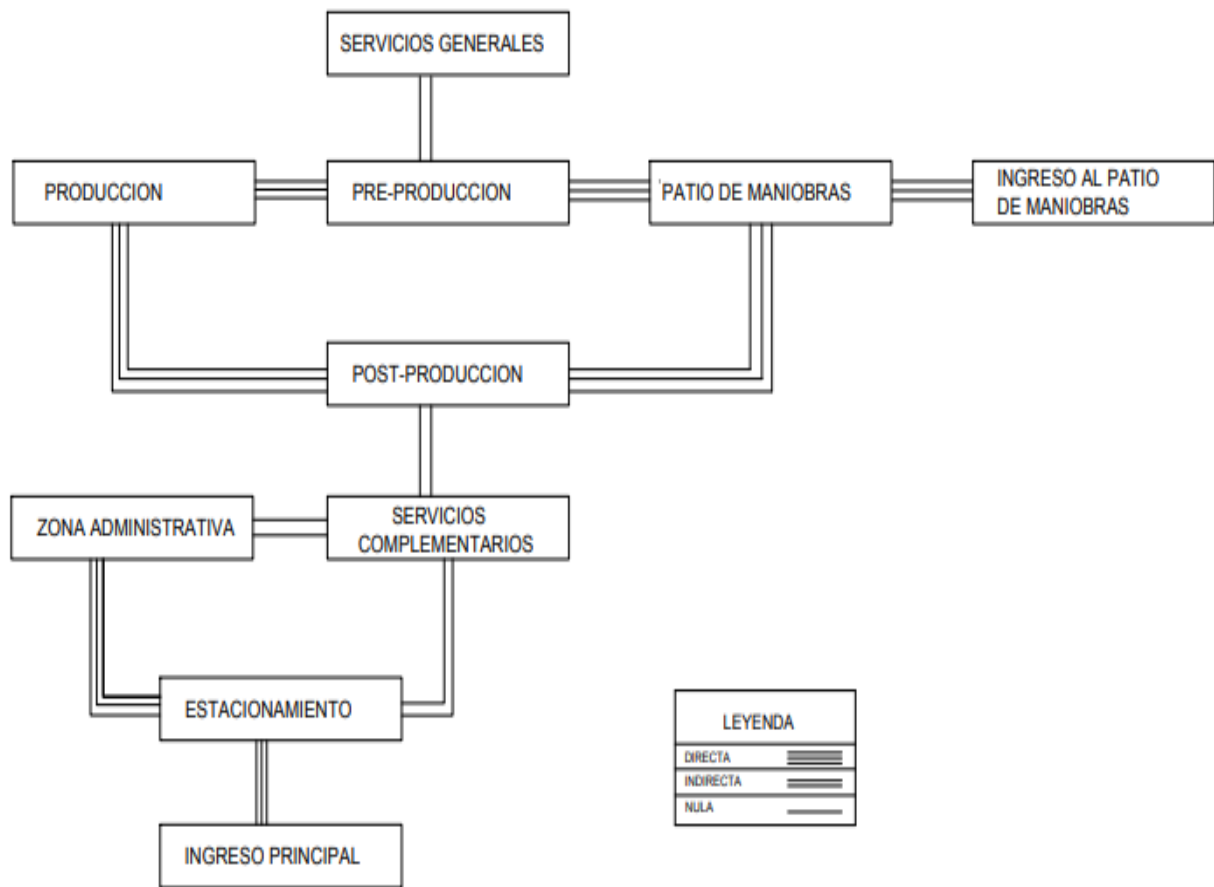 SERVICIOS GENERALES
PRODUCCION
PRE-PRODUCCION
PATIO DE MANIOBRAS
INGRESO AL PATIO
DE MANIOBRAS
POST-PRODUCCION
ZONA ADMINISTRATIVA
SERVICIOS
COMPLEMENTARIOS
ESTACIONAMIENTO
INGRESO PRINCIPAL
LEYENDA
DIRECTA
INDIRECTA
NULA